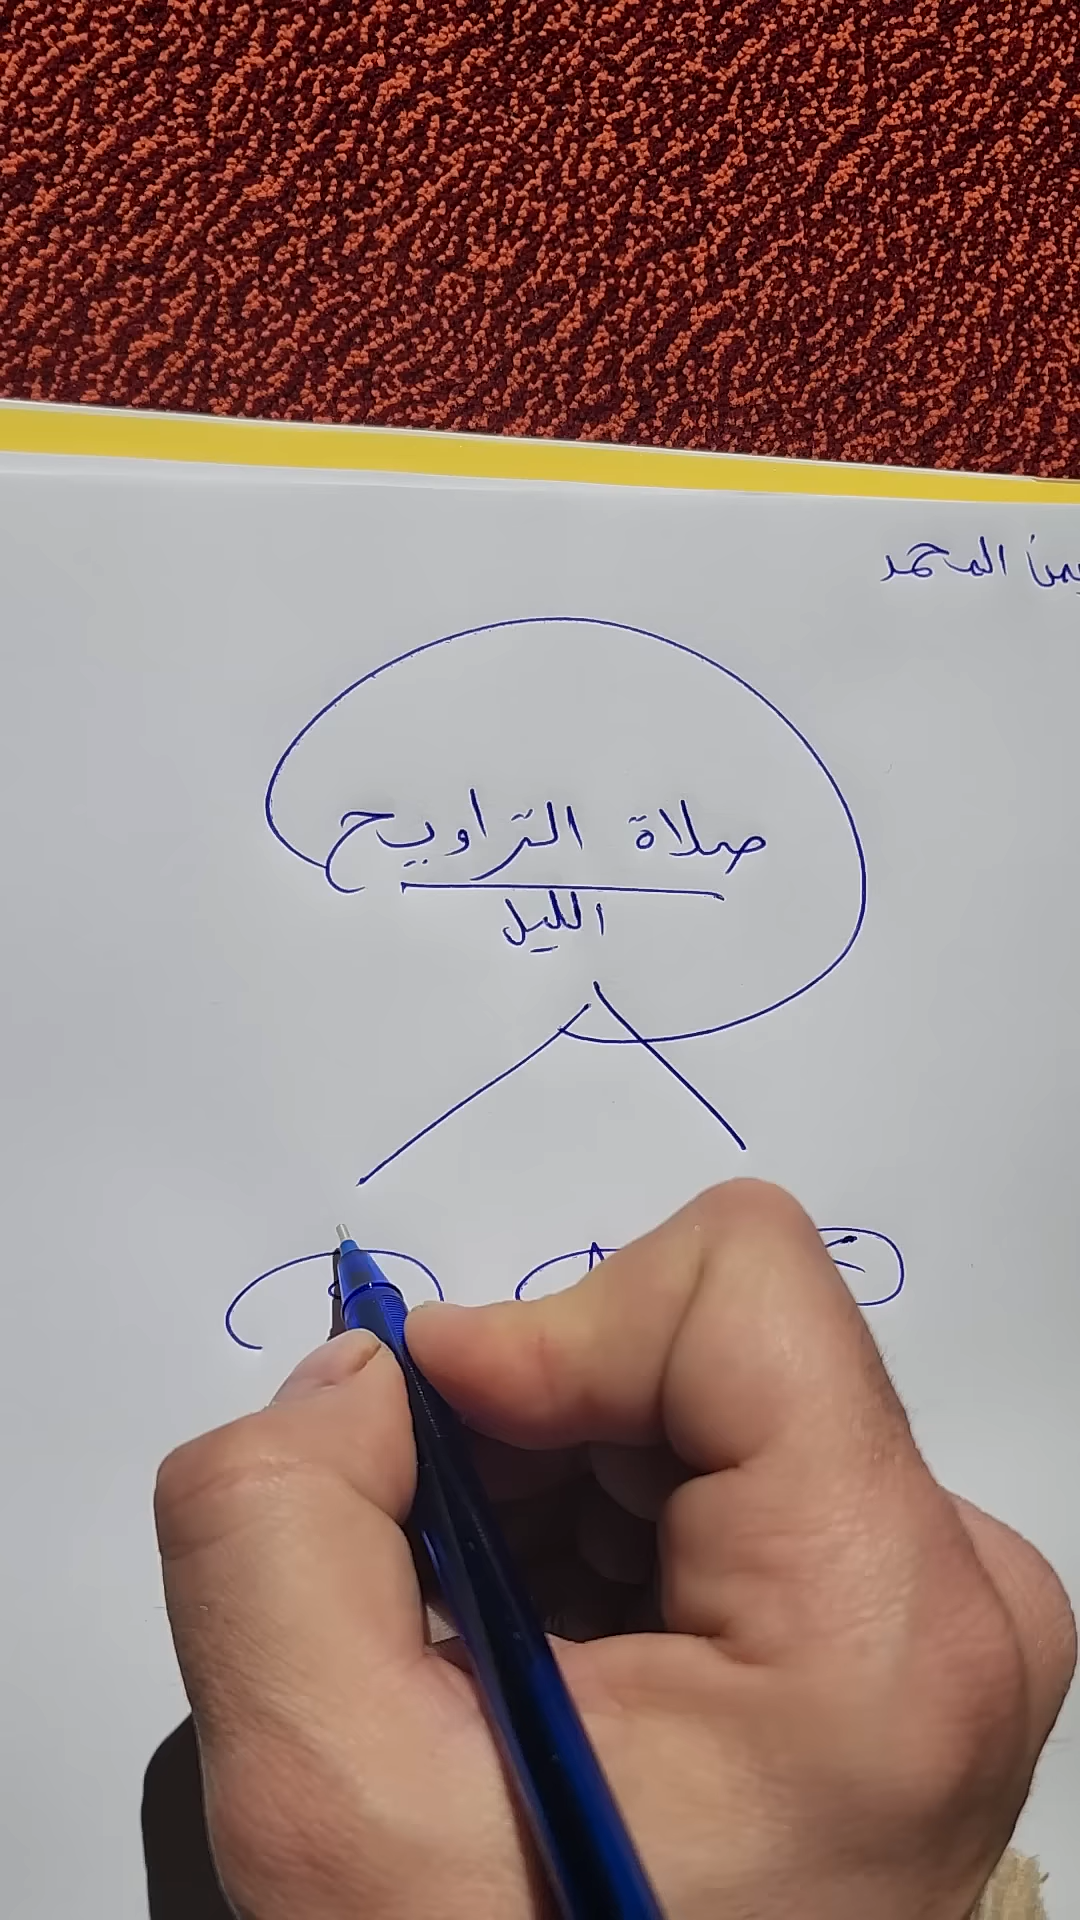 المحمد
صلاة التراويح
الليل